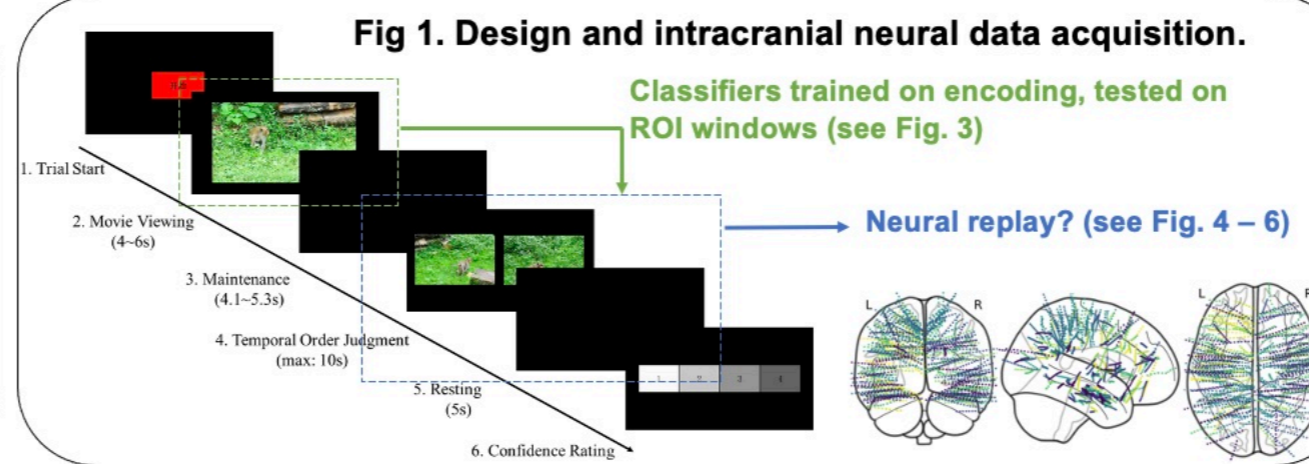 Fig 1. Design and intracranial neural data acquisition.
Classifiers trained on encoding, tested on
ROI windows (see Fig. 3)
1. Trial Start
2. Movie Viewing
(4~6s)
3. Maintenance
(4.1~5.3s)
4. Temporal Order Judgment
(max: 10s)
5. Resting
(5s)
6. Confidence Rating
Neural replay? (see Fig. 4 – 6)
L R
L R
1 3